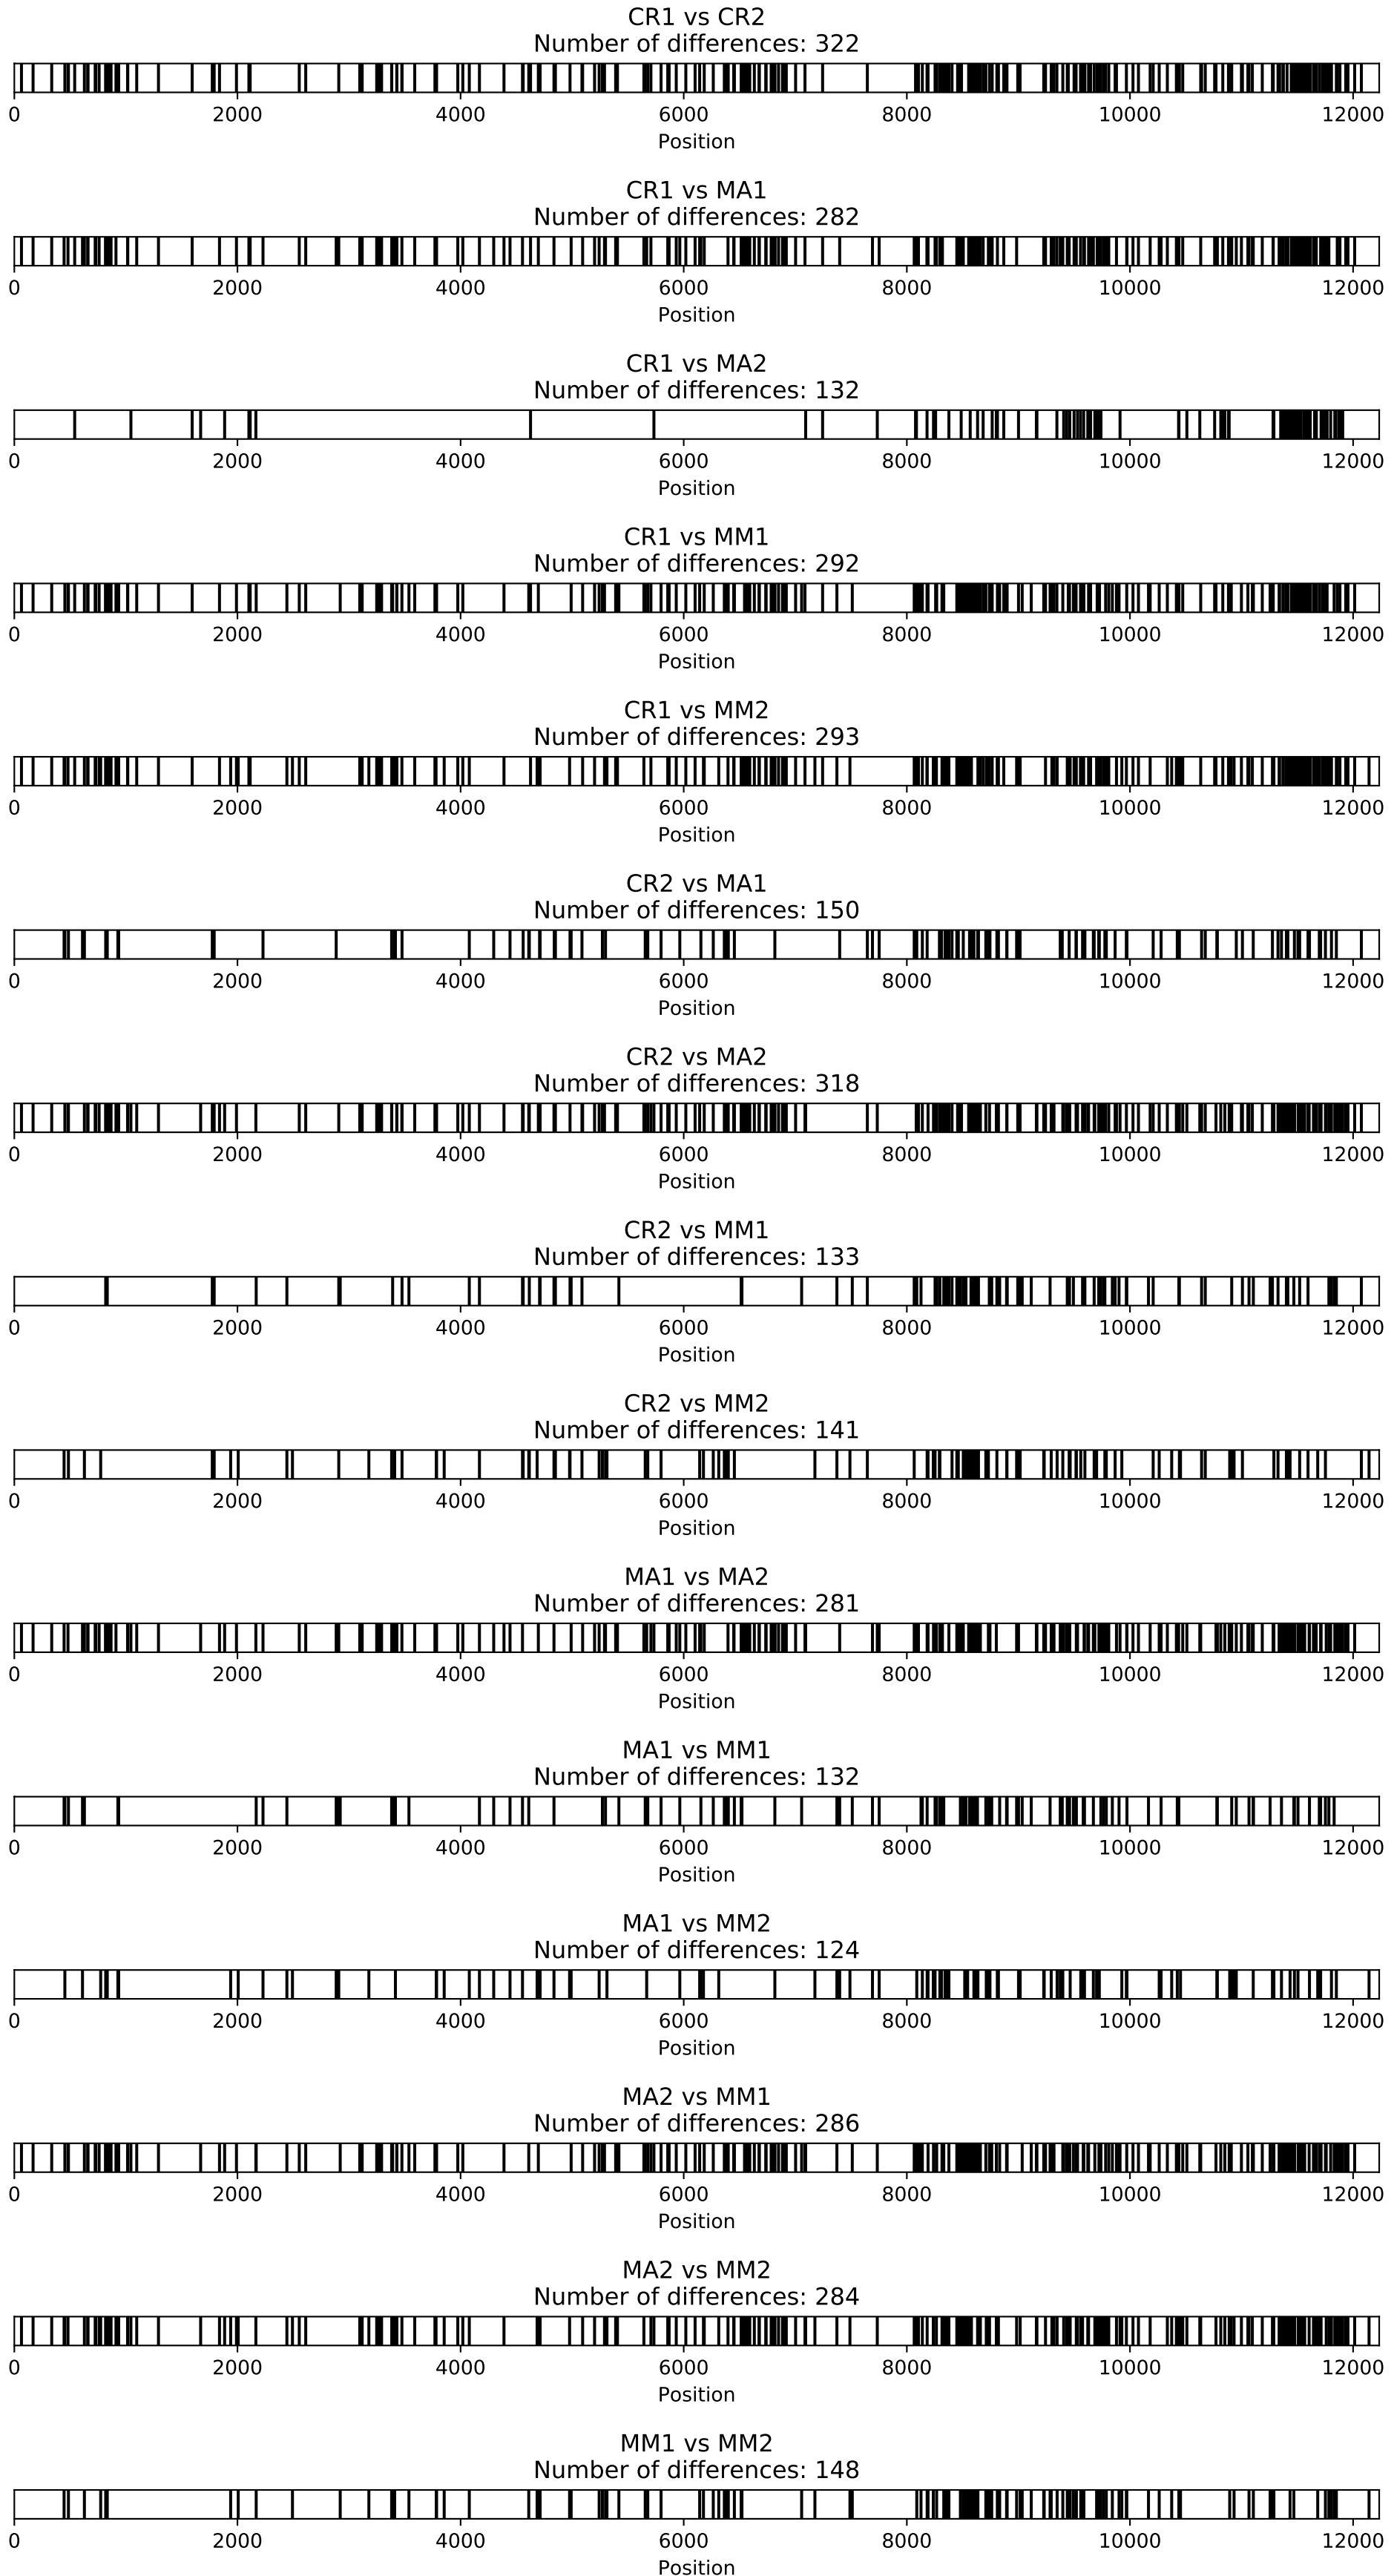 CR1 vs CR2
Number of differences: 322
0 2000 4000 6000 8000 10000 12000
Position
CR1 vs MA1
Number of differences: 282
0 2000 4000 6000 8000 10000 12000
Position
CR1 vs MA2
Number of differences: 132
0 2000 4000 6000 8000 10000 12000
Position
CR1 vs MM1
Number of differences: 292
0 2000 4000 6000 8000 10000 12000
Position
CR1 vs MM2
Number of differences: 293
0 2000 4000 6000 8000 10000 12000
Position
CR2 vs MA1
Number of differences: 150
0 2000 4000 6000 8000 10000 12000
Position
CR2 vs MA2
Number of differences: 318
0 2000 4000 6000 8000 10000 12000
Position
CR2 vs MM1
Number of differences: 133
0 2000 4000 6000 8000 10000 12000
Position
CR2 vs MM2
Number of differences: 141
0 2000 4000 6000 8000 10000 12000
Position
MA1 vs MA2
Number of differences: 281
0 2000 4000 6000 8000 10000 12000
Position
MA1 vs MM1
Number of differences: 132
0 2000 4000 6000 8000 10000 12000
Position
MA1 vs MM2
Number of differences: 124
0 2000 4000 6000 8000 10000 12000
Position
MA2 vs MM1
Number of differences: 286
0 2000 4000 6000 8000 10000 12000
Position
MA2 vs MM2
Number of differences: 284
0 2000 4000 6000 8000 10000 12000
Position
MM1 vs MM2
Number of differences: 148
0 2000 4000 6000 8000 10000 12000
Position